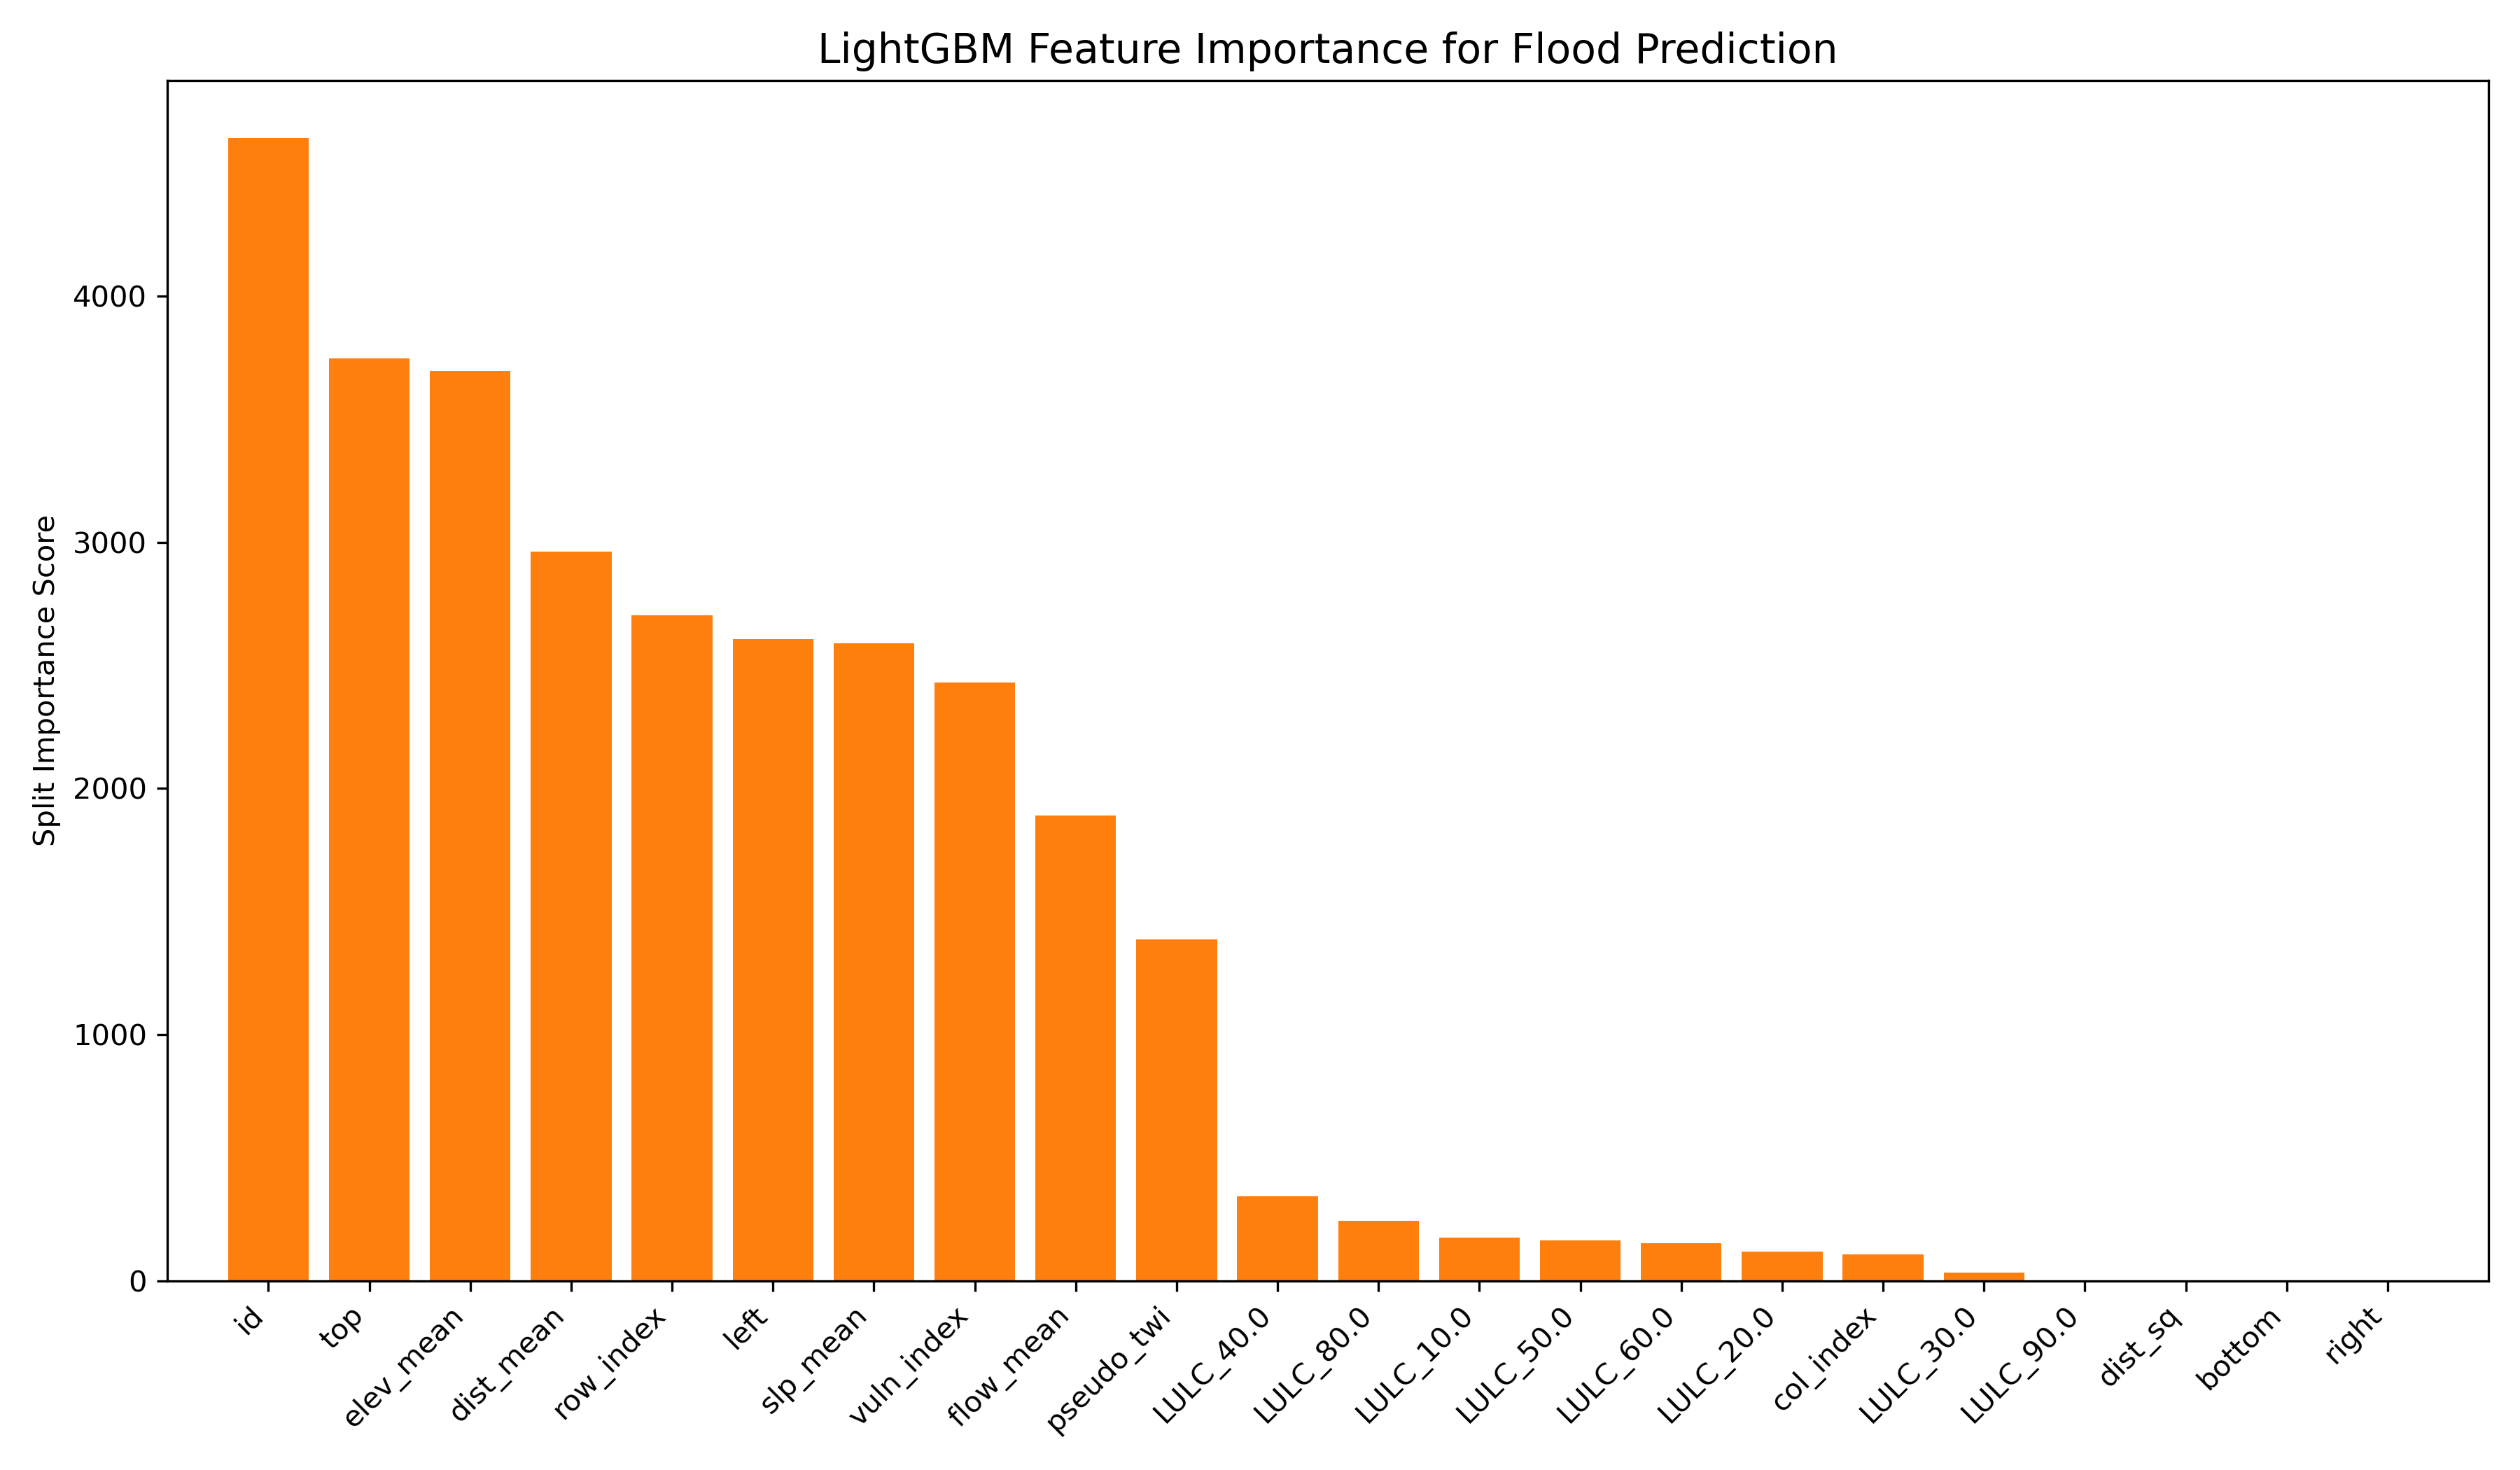 LightGBM Feature Importance for Flood Prediction
Split Importance Score
4000
3000
2000
1000
0
id
top
elev_mean
dist_mean
row_index
left
slp_mean
vuln_index
flow_mean
pseudo_twi
LULC_40.0
LULC_80.0
LULC_10.0
LULC_50.0
LULC_60.0
LULC_20.0
col_index
LULC_30.0
LULC_90.0
dist_sq
bottom
right